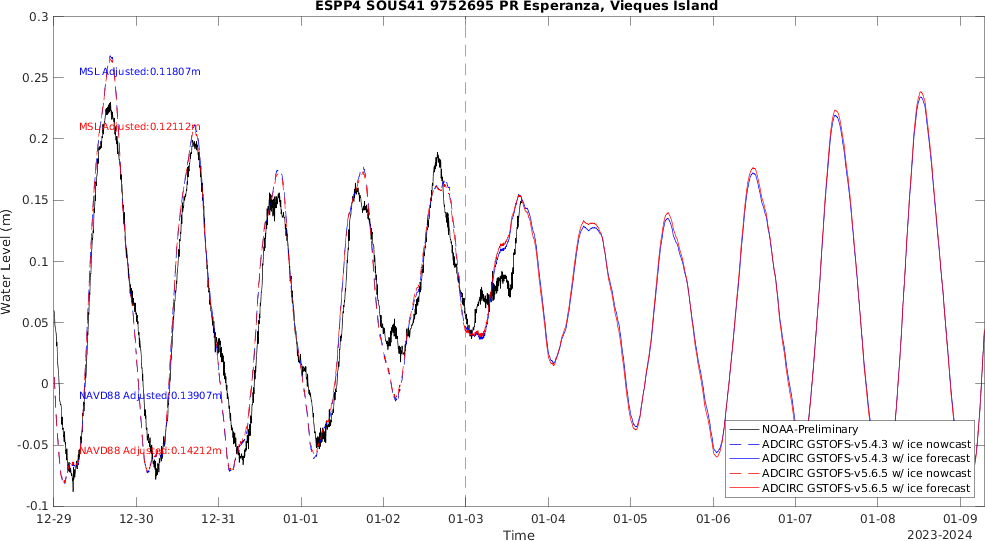 ESPP4 SOUS41 9752695 PR Esperanza, Vieques Island
0.3
0.25
0.2
0.15
0.1
0.05
0
-0.05
-0.1
Water Level (m)
MSL Adjusted:0.11807m
MSL Adjusted:0.12112m
NAVD88 Adjusted:0.13907m
NAVD88 Adjusted:0.14212m
NOAA-Preliminary
ADCIRC GSTOFS-v5.4.3 w/ ice nowcast
ADCIRC GSTOFS-v5.4.3 w/ ice forecast
ADCIRC GSTOFS-v5.6.5 w/ ice nowcast
ADCIRC GSTOFS-v5.6.5 w/ ice forecast
12-29 12-30 12-31 01-01 01-02 01-03 01-04 01-05 01-06 01-07 01-08 01-09
Time
2023-2024